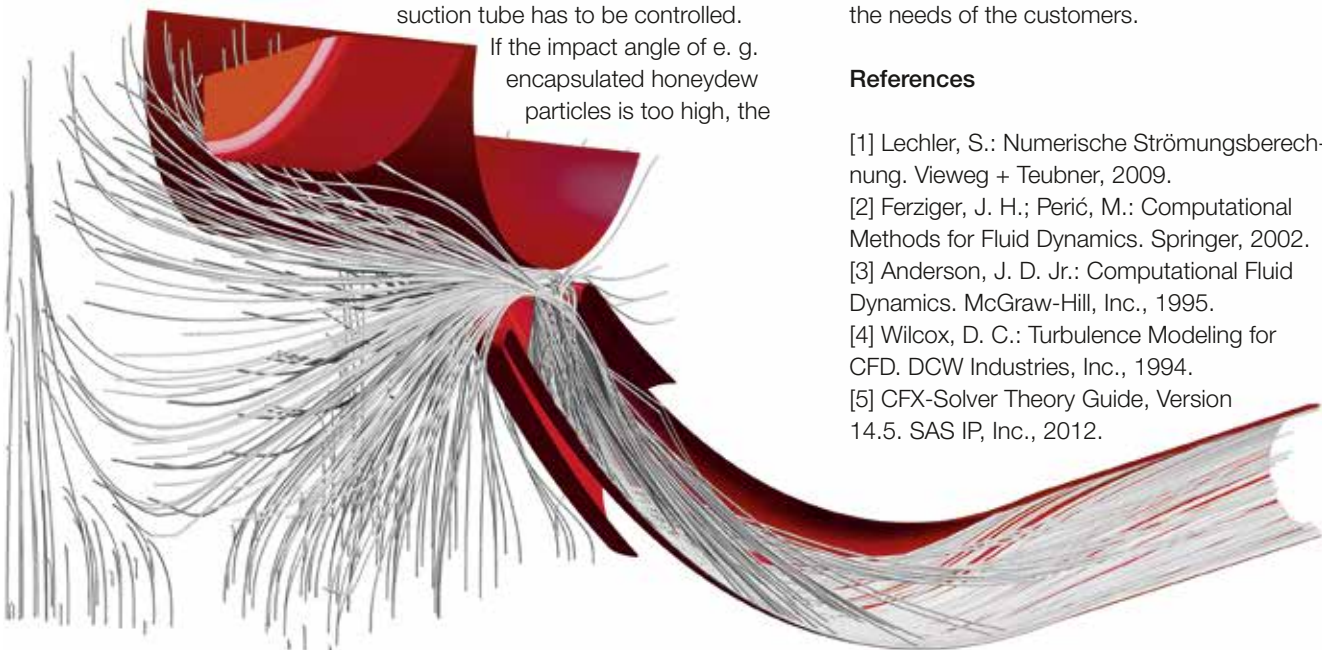 suction tube has to be controlled.
If the impact angle of e. g.
encapsulated honeydew
particles is too high, the
the needs of the customers.
References
[1] Lechler, S.: Numerische Strömungsberech-
nung. Vieweg + Teubner, 2009.
[2] Ferziger, J. H.; Perić, M.: Computational
Methods for Fluid Dynamics. Springer, 2002.
[3] Anderson, J. D. Jr.: Computational Fluid
Dynamics. McGraw-Hill, Inc., 1995.
[4] Wilcox, D. C.: Turbulence Modeling for
CFD. DCW Industries, Inc., 1994.
[5] CFX-Solver Theory Guide, Version
14.5. SAS IP, Inc., 2012.